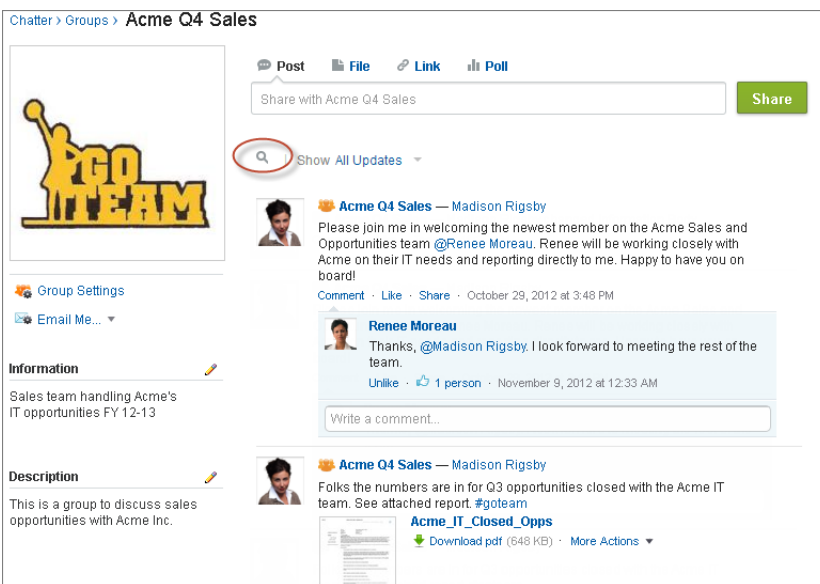 Chatter › Groups › Acme Q4 Sales
GO
TEAM
Group Settings
Email Me...
Information
Sales team handling Acme's
IT opportunities FY 12-13
Description
This is a group to discuss sales
opportunities with Acme Inc.
Post File Link Poll
Share with Acme Q4 Sales
Share
Show All Updates
Acme Q4 Sales — Madison Rigsby
Please join me in welcoming the newest member on the Acme Sales and
Opportunities team @Renee Moreau. Renee will be working closely with
Acme on their IT needs and reporting directly to me. Happy to have you on
board!
Comment · Like · Share · October 29, 2012 at 3:48 PM
Renee Moreau
Thanks, @Madison Rigsby. I look forward to meeting the rest of the
team.
Unlike · 1 person · November 9, 2012 at 12:33 AM
Write a comment...
Acme Q4 Sales — Madison Rigsby
Folks the numbers are in for Q3 opportunities closed with the Acme IT
team. See attached report. #goteam
Acme_IT_Closed_Opps
Download pdf (648 KB) · More Actions